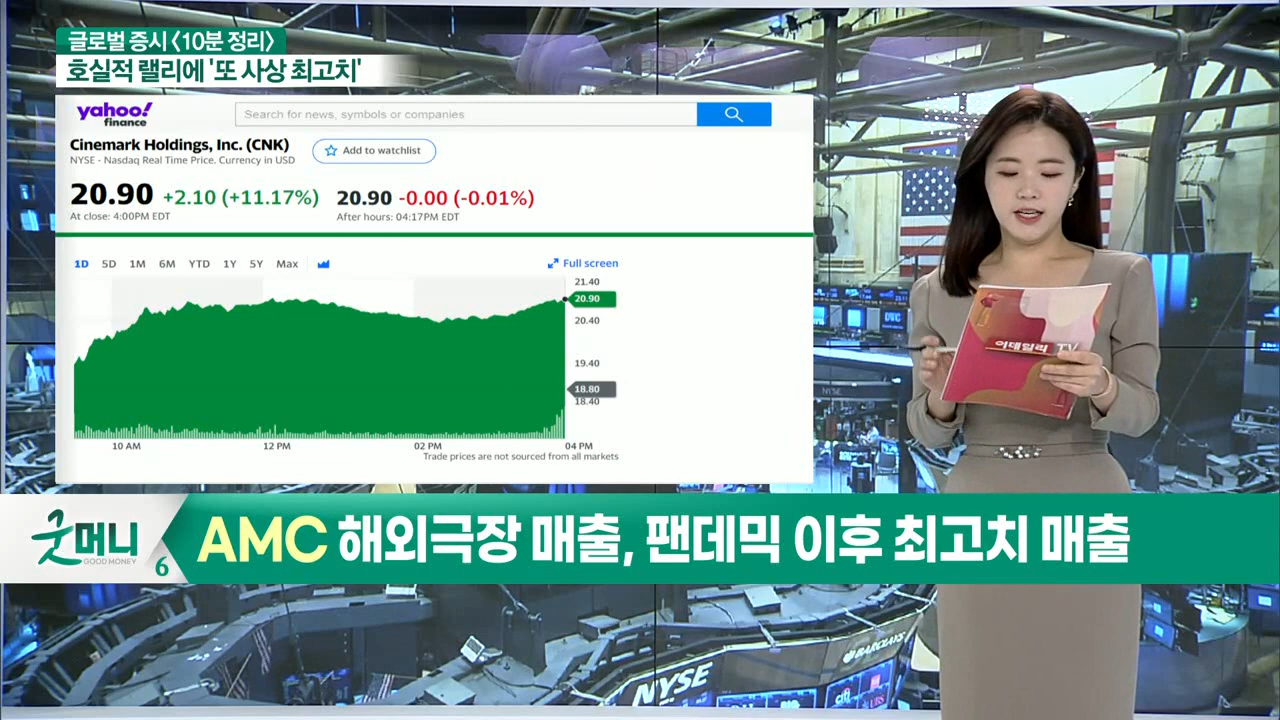 글로벌 증시 <10분 정리>
호실적 랠리에 '또 사상 최고치'
yahoo!
finance
Search for news, symbols or companies
Cinemark Holdings, Inc. (CNK)
NYSE - Nasdaq Real Time Price. Currency in USD
Add to watchlist
20.90 +2.10 (+11.17%)
At close: 4:00PM EDT
20.90 -0.00 (-0.01%)
After hours: 04:17PM EDT
1D 5D 1M 6M YTD 1Y 5Y Max
Full screen
21.40
20.90
20.40
19.40
18.80
18.40
10 AM 12 PM 02 PM 04 PM
Trade prices are not sourced from all markets
이데일리 TV
NYSE
굿머니
GOOD MONEY
6
AMC 해외극장 매출, 팬데믹 이후 최고치 매출
NYSE
BARCLAYS
citi
UBS